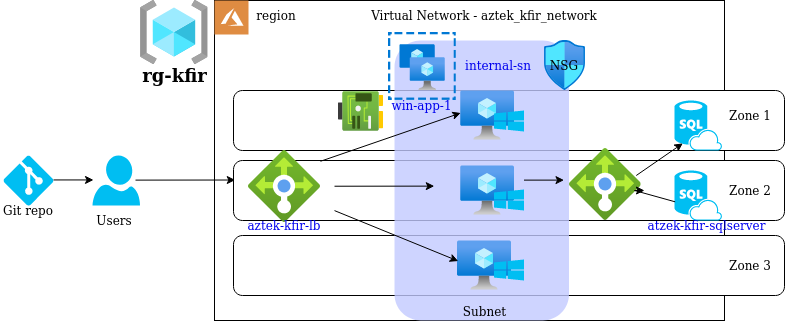 region
Virtual Network - aztek_kfir_network
rg-kfir
internal-sn
NSG
win-app-1
Zone 1
SQL
Zone 2
SQL
Git repo
Users
aztek-kfir-lb
atzek-kfir-sqlserver
Zone 3
Subnet